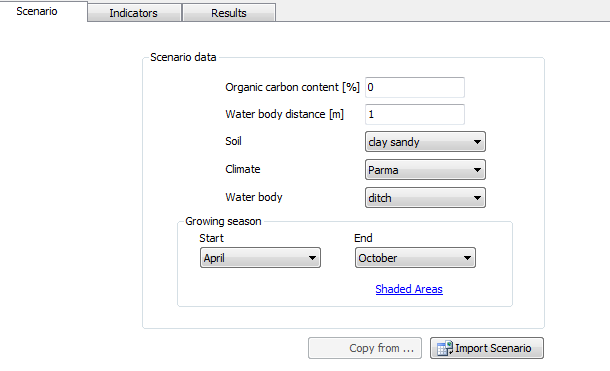 Scenario Indicators Results
Scenario data
Organic carbon content [%] 0
Water body distance [m] 1
Soil clay sandy
Climate Parma
Water body ditch
Growing season
Start End
April October
Shaded Areas
Copy from ... Import Scenario